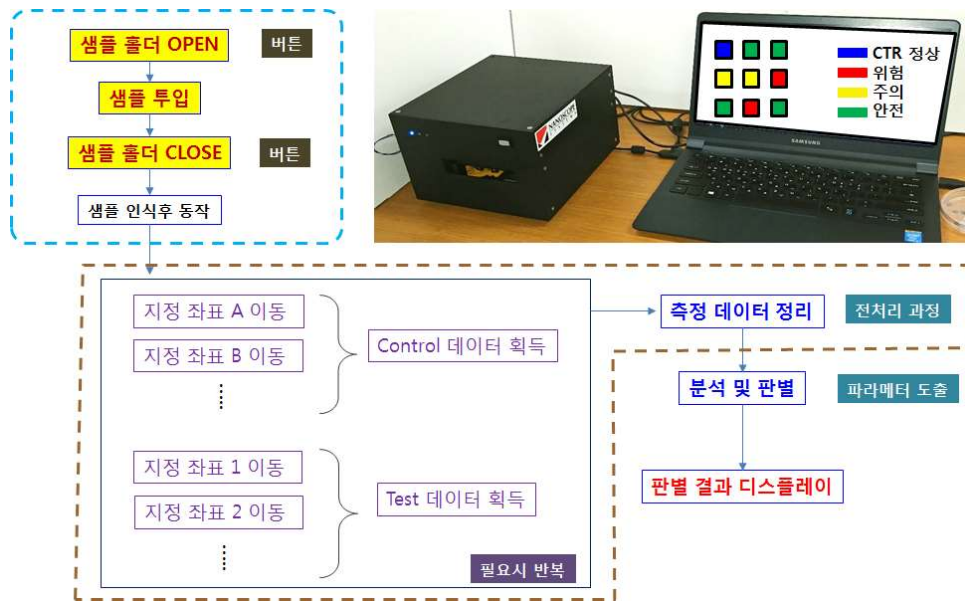 샘플 홀더 OPEN
버튼
샘플 투입
샘플 홀더 CLOSE
버튼
샘플 인식후 동작
NANOSCOPE
CTR 정상
위험
주의
안전
SAMSUNG
지정 좌표 A 이동
지정 좌표 B 이동
Control 데이터 획득
지정 좌표 1 이동
지정 좌표 2 이동
Test 데이터 획득
필요시 반복
측정 데이터 정리
전처리 과정
분석 및 판별
파라메터 도출
판별 결과 디스플레이